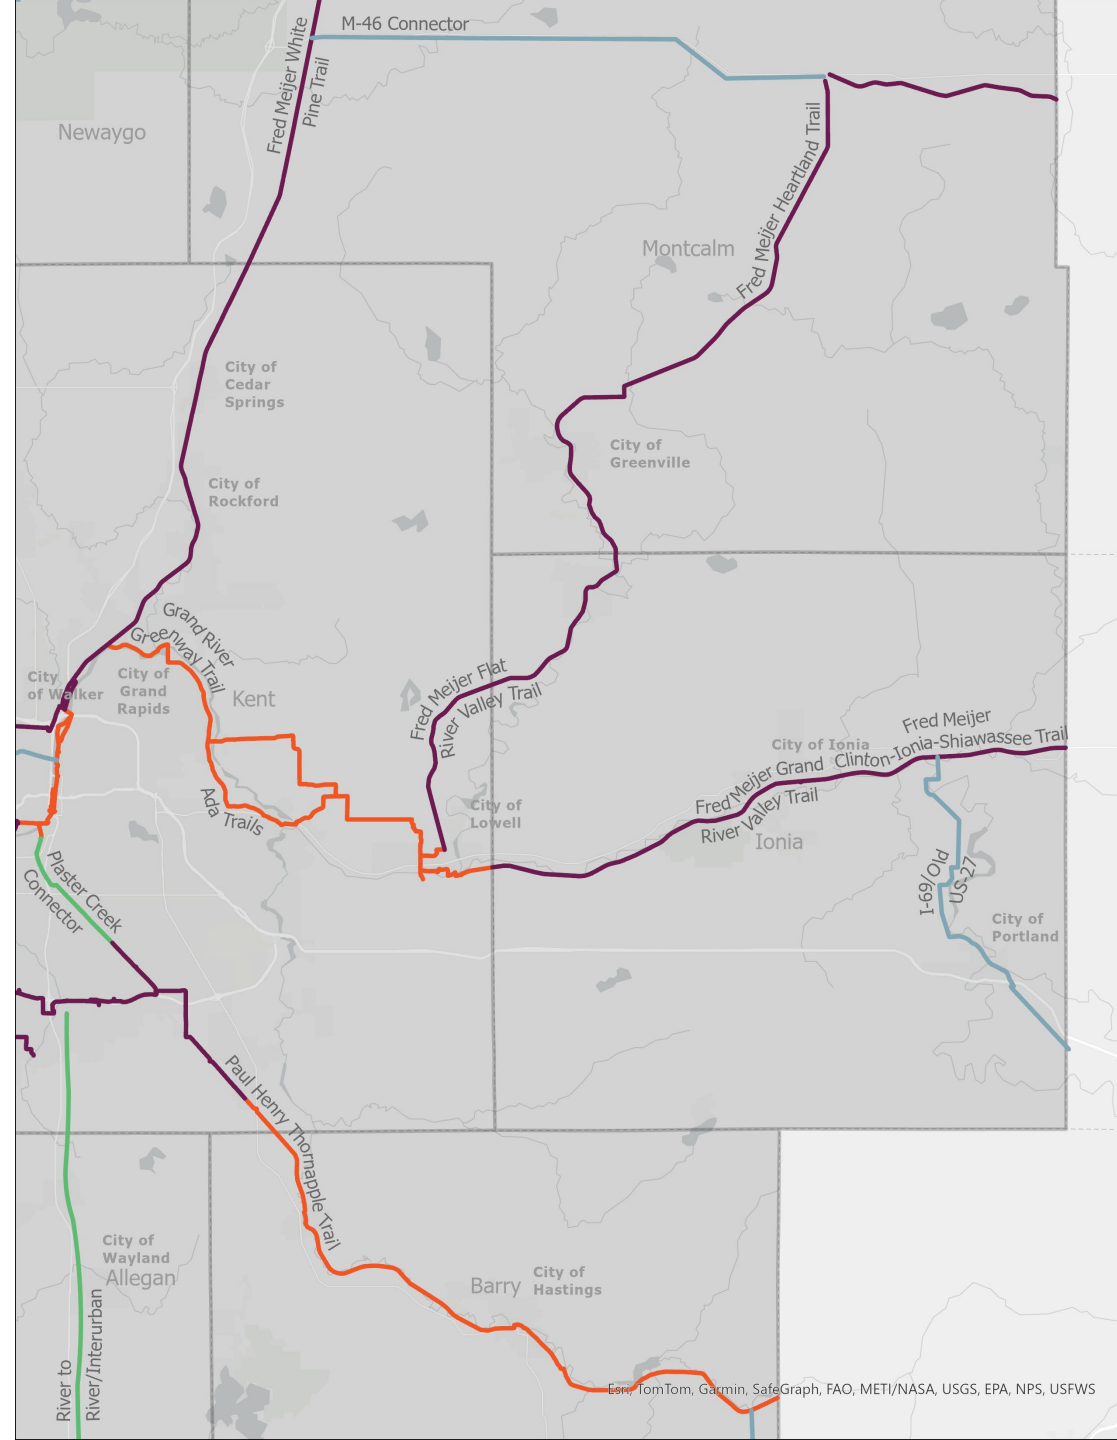 M-46 Connector
Fred Meijer White
Pine Trail
Newaygo
Fred Meijer Heartland Trail
Montcalm
City of
Cedar
Springs
City of
Greenville
City of
Rockford
Grand River
Greenway Trail
City
of Walker
City of
Grand
Rapids
Kent
Fred Meijer Flat
River Valley Trail
Fred Meijer
Clinton-Ionia-Shiawassee Trail
City of Ionia
Fred Meijer Grand
River Valley Trail
Ionia
Ada Trails
City of
Lowell
Plaster Creek
Connector
I-69/Old
US-27
City of
Portland
Paul Henry Thornapple Trail
City of
Wayland
Allegan
Barry
City of
Hastings
River to
River/Interurban
Esri, TomTom, Garmin, SafeGraph, FAO, METI/NASA, USGS, EPA, NPS, USFWS